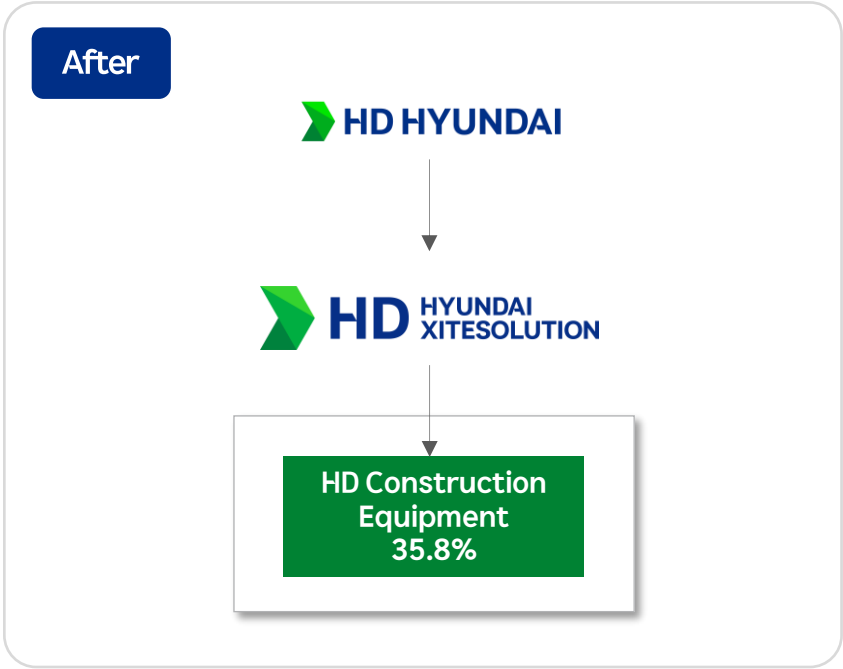 After
HD HYUNDAI
HD HYUNDAI
XITESOLUTION
HD Construction
Equipment
35.8%